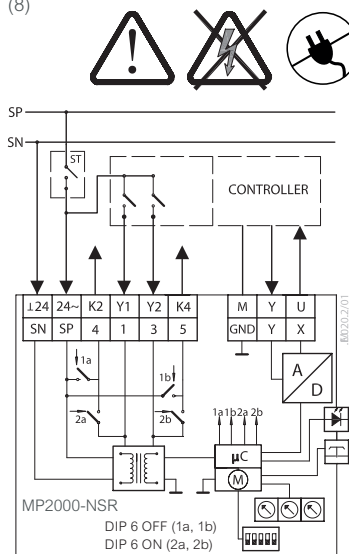 (8)
SP
SN
ST
CONTROLLER
⊥24 24~ K2 Y1 Y2 K4 M Y U
SN SP 4 1 3 5 GND Y X
1a
1b
2a 2b
A
D
1a 1b 2a 2b
µC
M
MP2000-NSR
DIP 6 OFF (1a, 1b)
DIP 6 ON (2a, 2b)